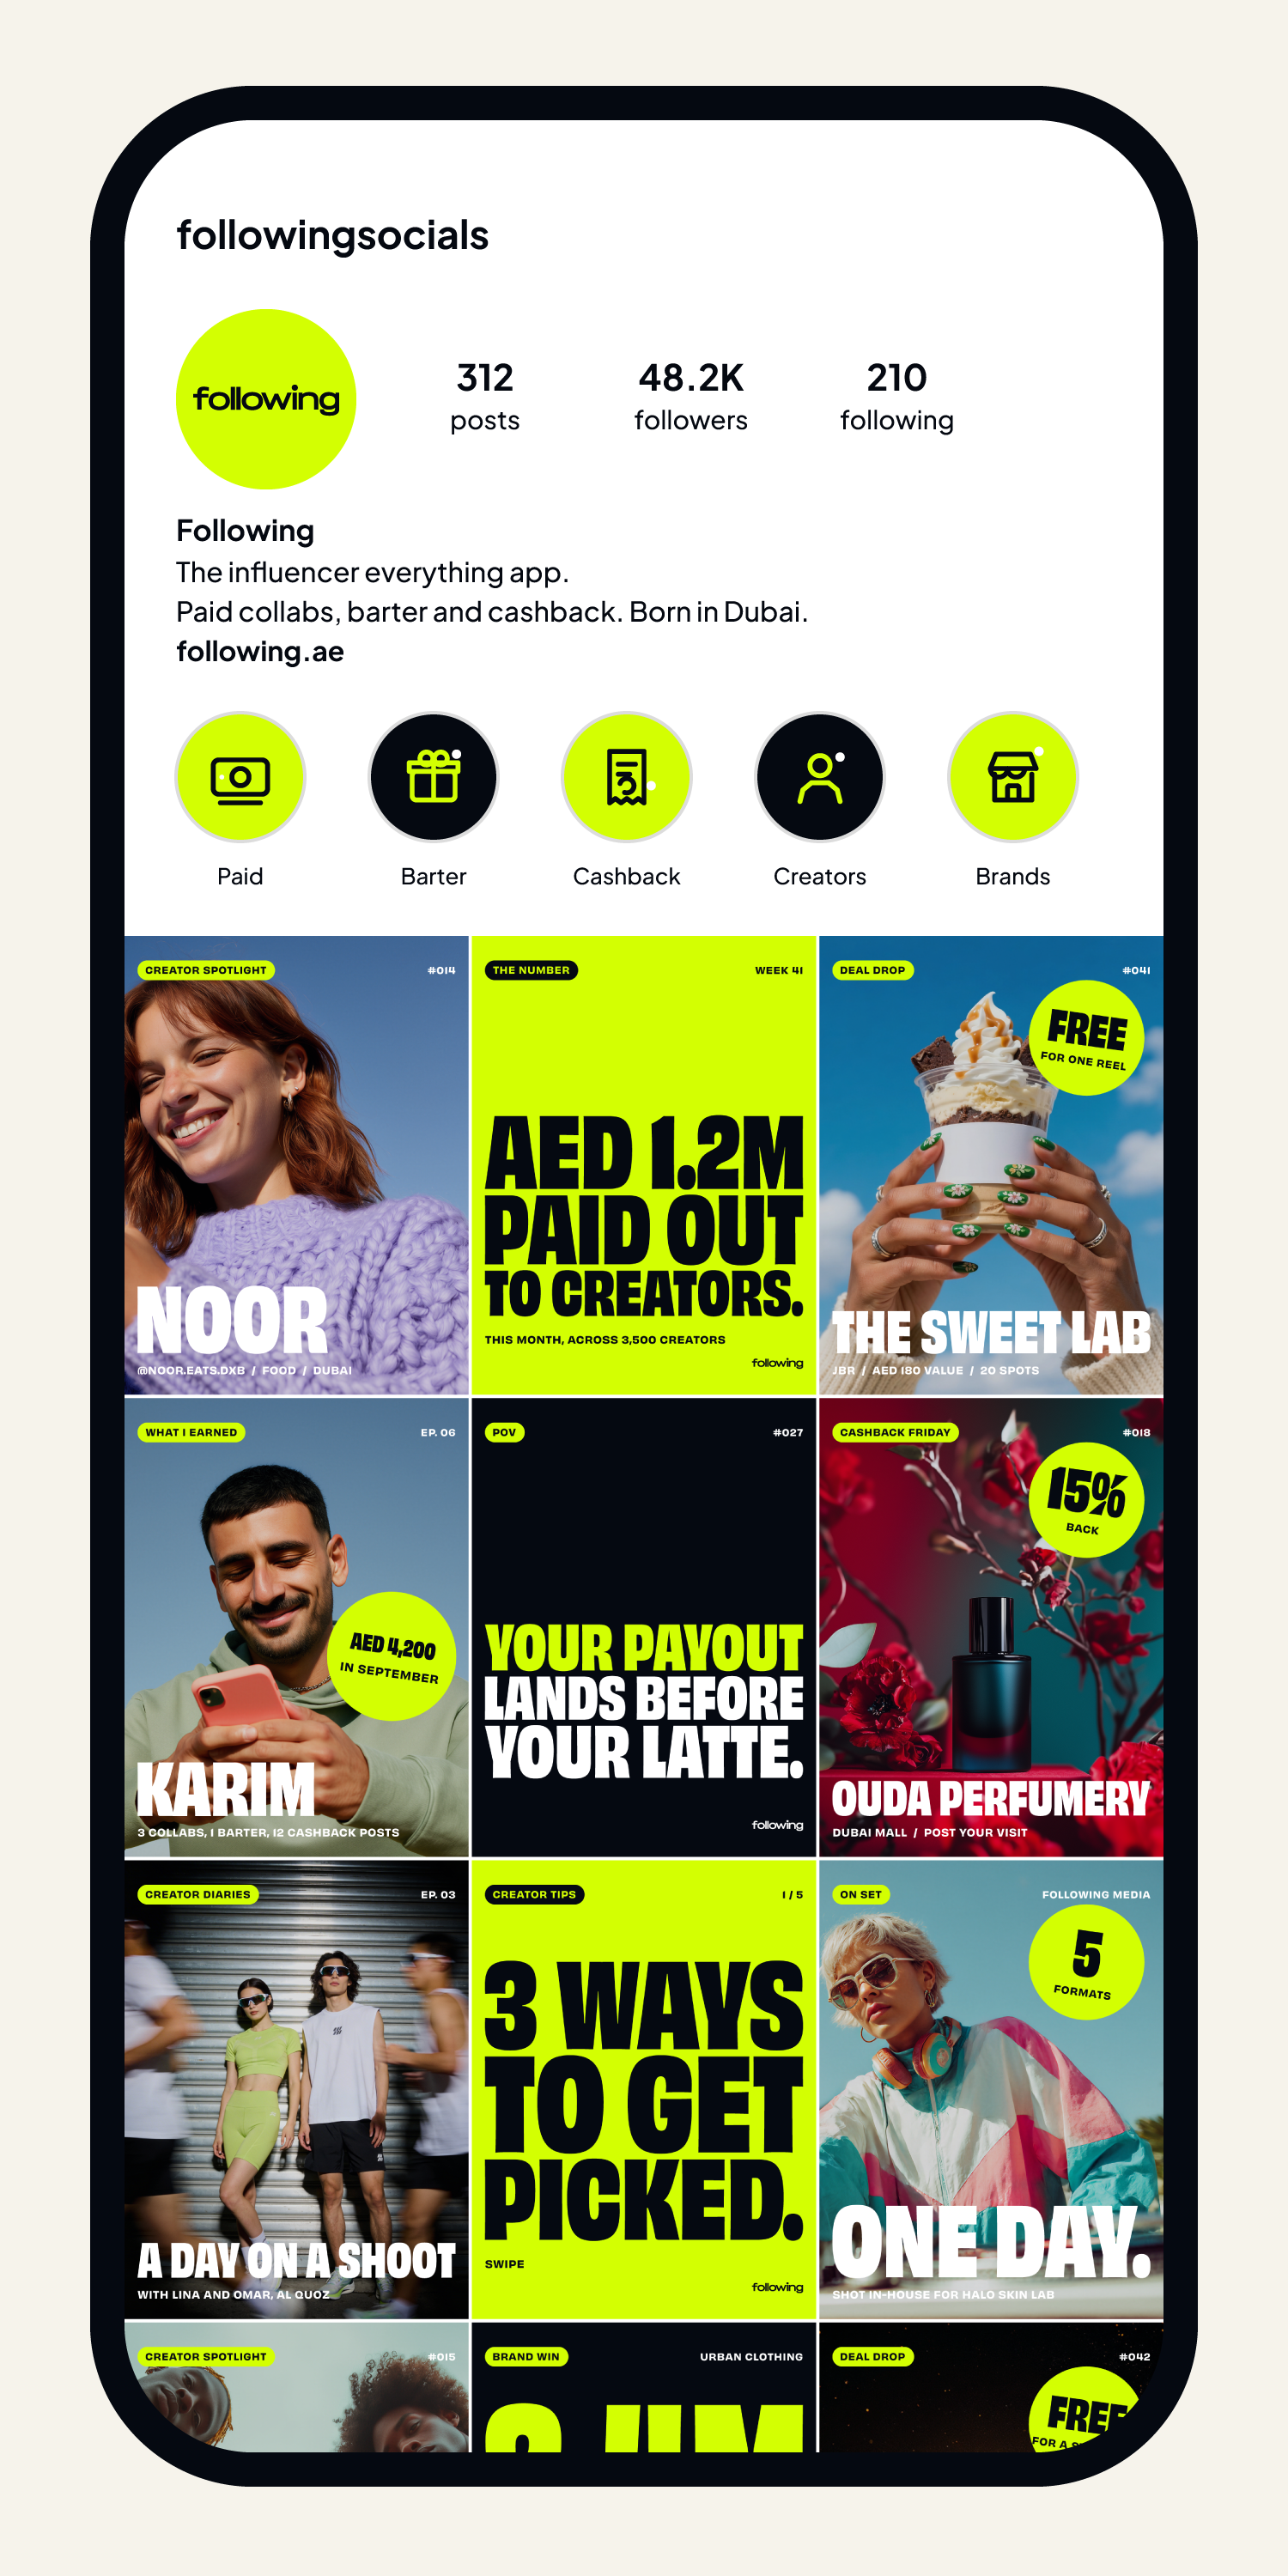 followingsocials
following
312
posts
48.2K
followers
210
following
Following
The influencer everything app.
Paid collabs, barter and cashback. Born in Dubai.
following.ae
Paid
Barter
Cashback
Creators
Brands
CREATOR SPOTLIGHT
#014
NOOR
@NOOR.EATS.DXB / FOOD / DUBAI
THE NUMBER
WEEK 41
AED 1.2M
PAID OUT
TO CREATORS.
THIS MONTH, ACROSS 3,500 CREATORS
following
DEAL DROP
#041
FREE
FOR ONE REEL
THE SWEET LAB
JBR / AED 180 VALUE / 20 SPOTS
WHAT I EARNED
EP. 06
AED 4,200
IN SEPTEMBER
KARIM
3 COLLABS, 1 BARTER, 12 CASHBACK POSTS
POV
#027
YOUR PAYOUT
LANDS BEFORE
YOUR LATTE.
following
CASHBACK FRIDAY
#018
15%
BACK
OUDA PERFUMERY
DUBAI MALL / POST YOUR VISIT
CREATOR DIARIES
EP. 03
A DAY ON A SHOOT
WITH LINA AND OMAR, AL QUOZ
CREATOR TIPS
1 / 5
3 WAYS
TO GET
PICKED.
SWIPE
following
ON SET
FOLLOWING MEDIA
5
FORMATS
ONE DAY.
SHOT IN-HOUSE FOR HALO SKIN LAB
CREATOR SPOTLIGHT
#015
BRAND WIN
URBAN CLOTHING
DEAL DROP
#042
FREE
FOR A